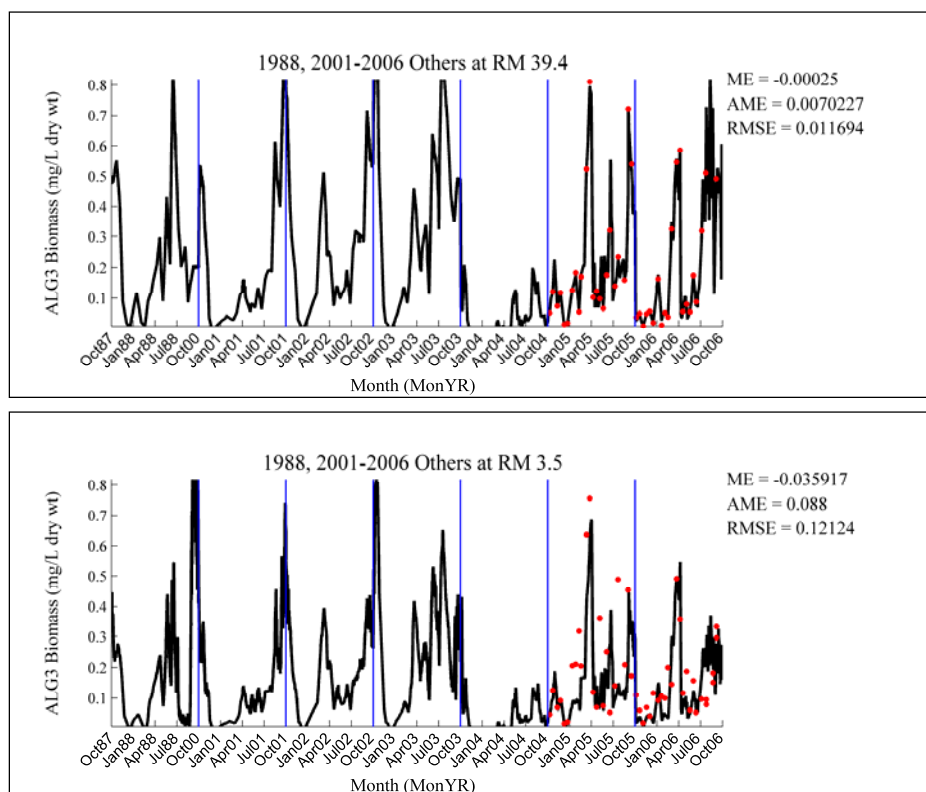 1988, 2001-2006 Others at RM 39.4
ME = -0.00025
AME = 0.0070227
RMSE = 0.011694
ALG3 Biomass (mg/L dry wt)
0.8
0.7
0.6
0.5
0.4
0.3
0.2
0.1
Oct87 Jan88 Apr88 Jul88 Oct00 Jan01 Apr01 Jul01 Oct01 Jan02 Apr02 Jul02 Oct02 Jan03 Apr03 Jul03 Oct03 Jan04 Apr04 Jul04 Oct04 Jan05 Apr05 Jul05 Oct05 Jan06 Apr06 Jul06 Oct06
Month (MonYR)
1988, 2001-2006 Others at RM 3.5
ME = -0.035917
AME = 0.088
RMSE = 0.12124
ALG3 Biomass (mg/L dry wt)
0.8
0.7
0.6
0.5
0.4
0.3
0.2
0.1
Oct87 Jan88 Apr88 Jul88 Oct00 Jan01 Apr01 Jul01 Oct01 Jan02 Apr02 Jul02 Oct02 Jan03 Apr03 Jul03 Oct03 Jan04 Apr04 Jul04 Oct04 Jan05 Apr05 Jul05 Oct05 Jan06 Apr06 Jul06 Oct06
Month (MonYR)